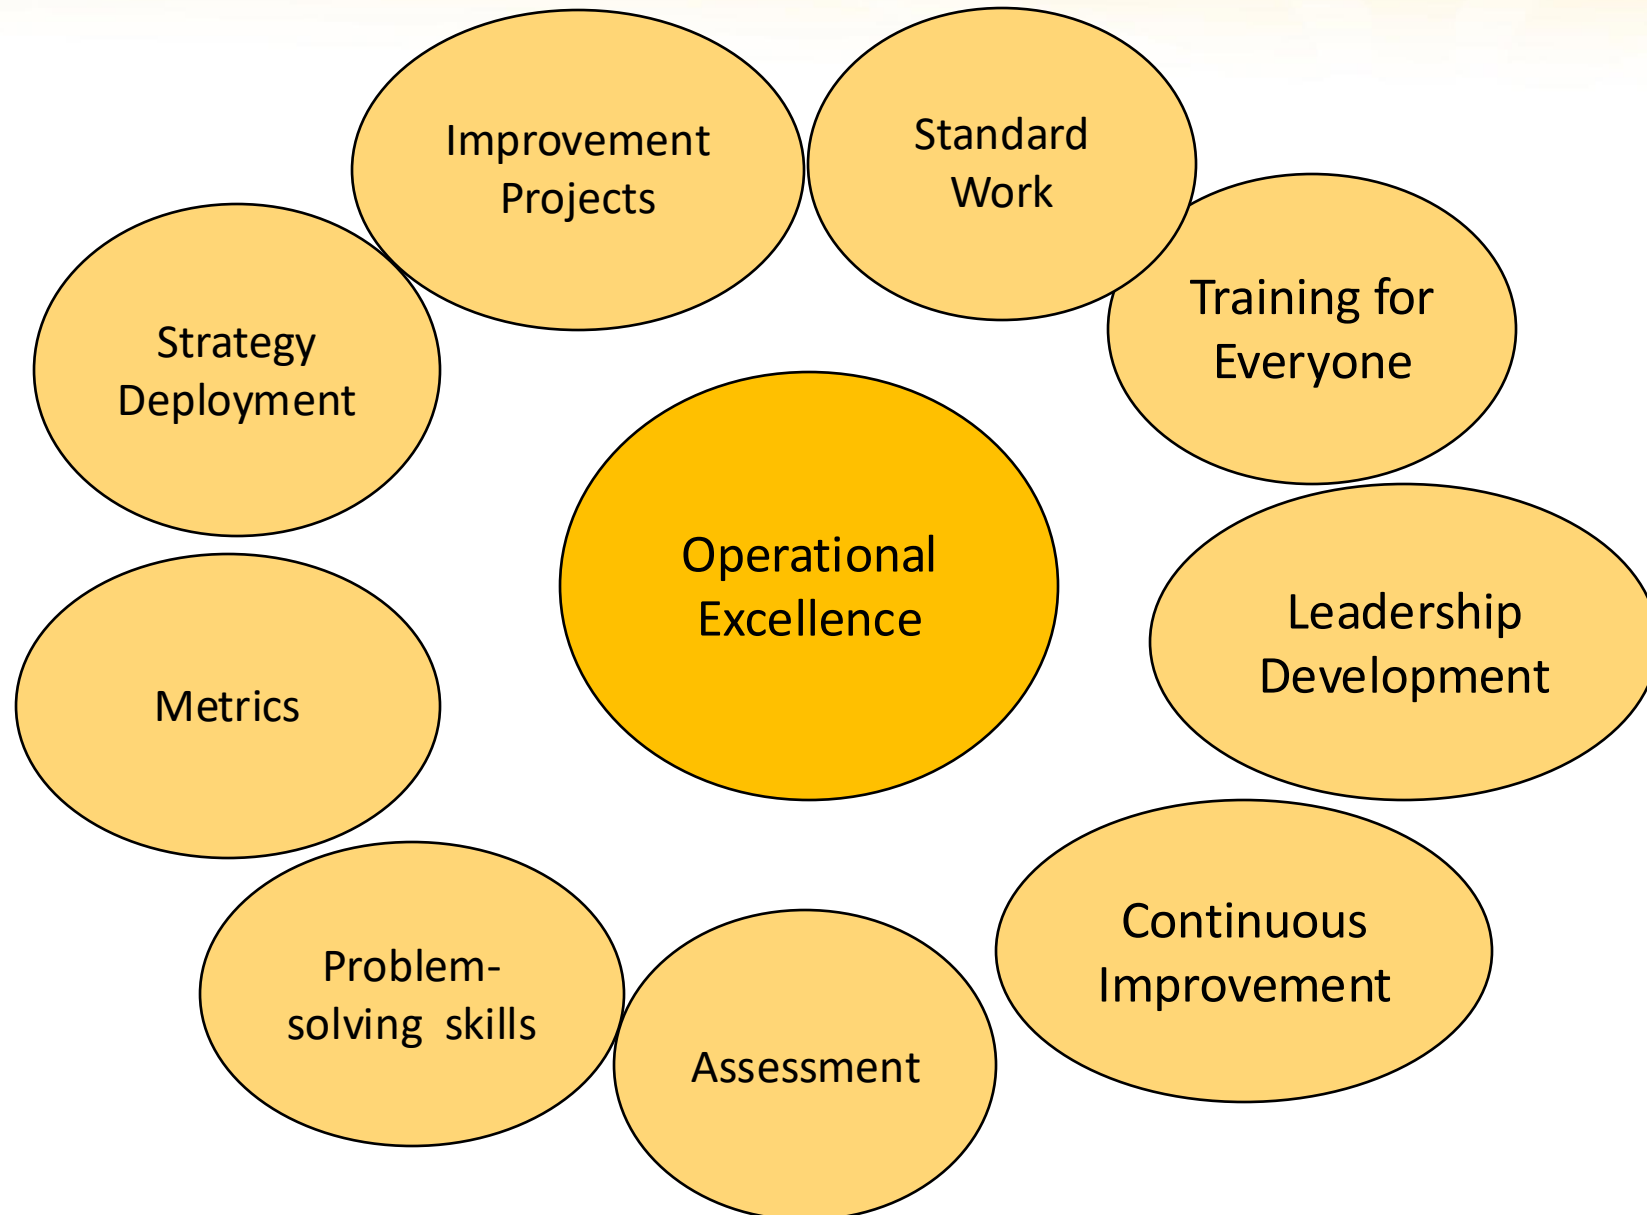 Improvement
Projects
Standard
Work
Training for
Everyone
Strategy
Deployment
Operational
Excellence
Leadership
Development
Metrics
Continuous
Improvement
Problem-
solving skills
Assessment